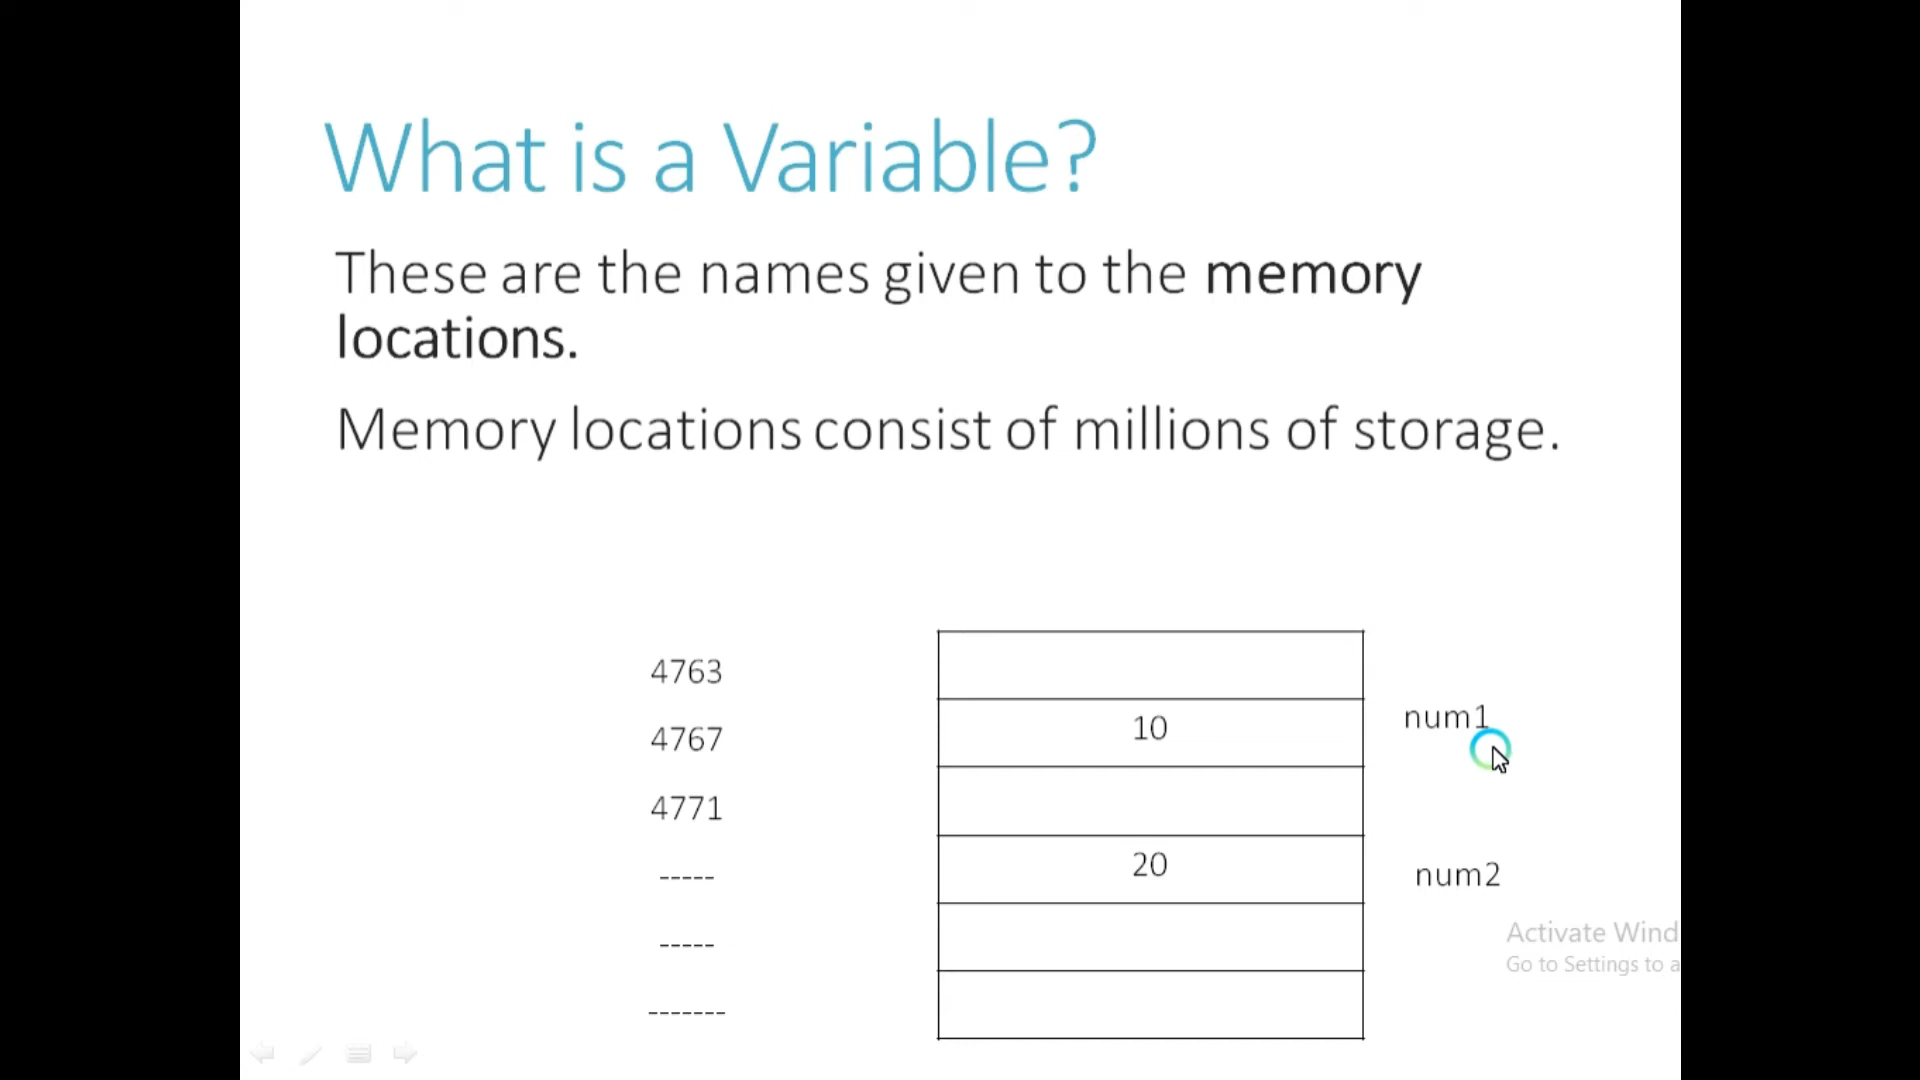 What is a Variable?
These are the names given to the memory
locations.
Memory locations consist of millions of storage.
4763
4767 10 num1
4771
----- 20 num2
-----
-------
Activate Wind
Go to Settings to a